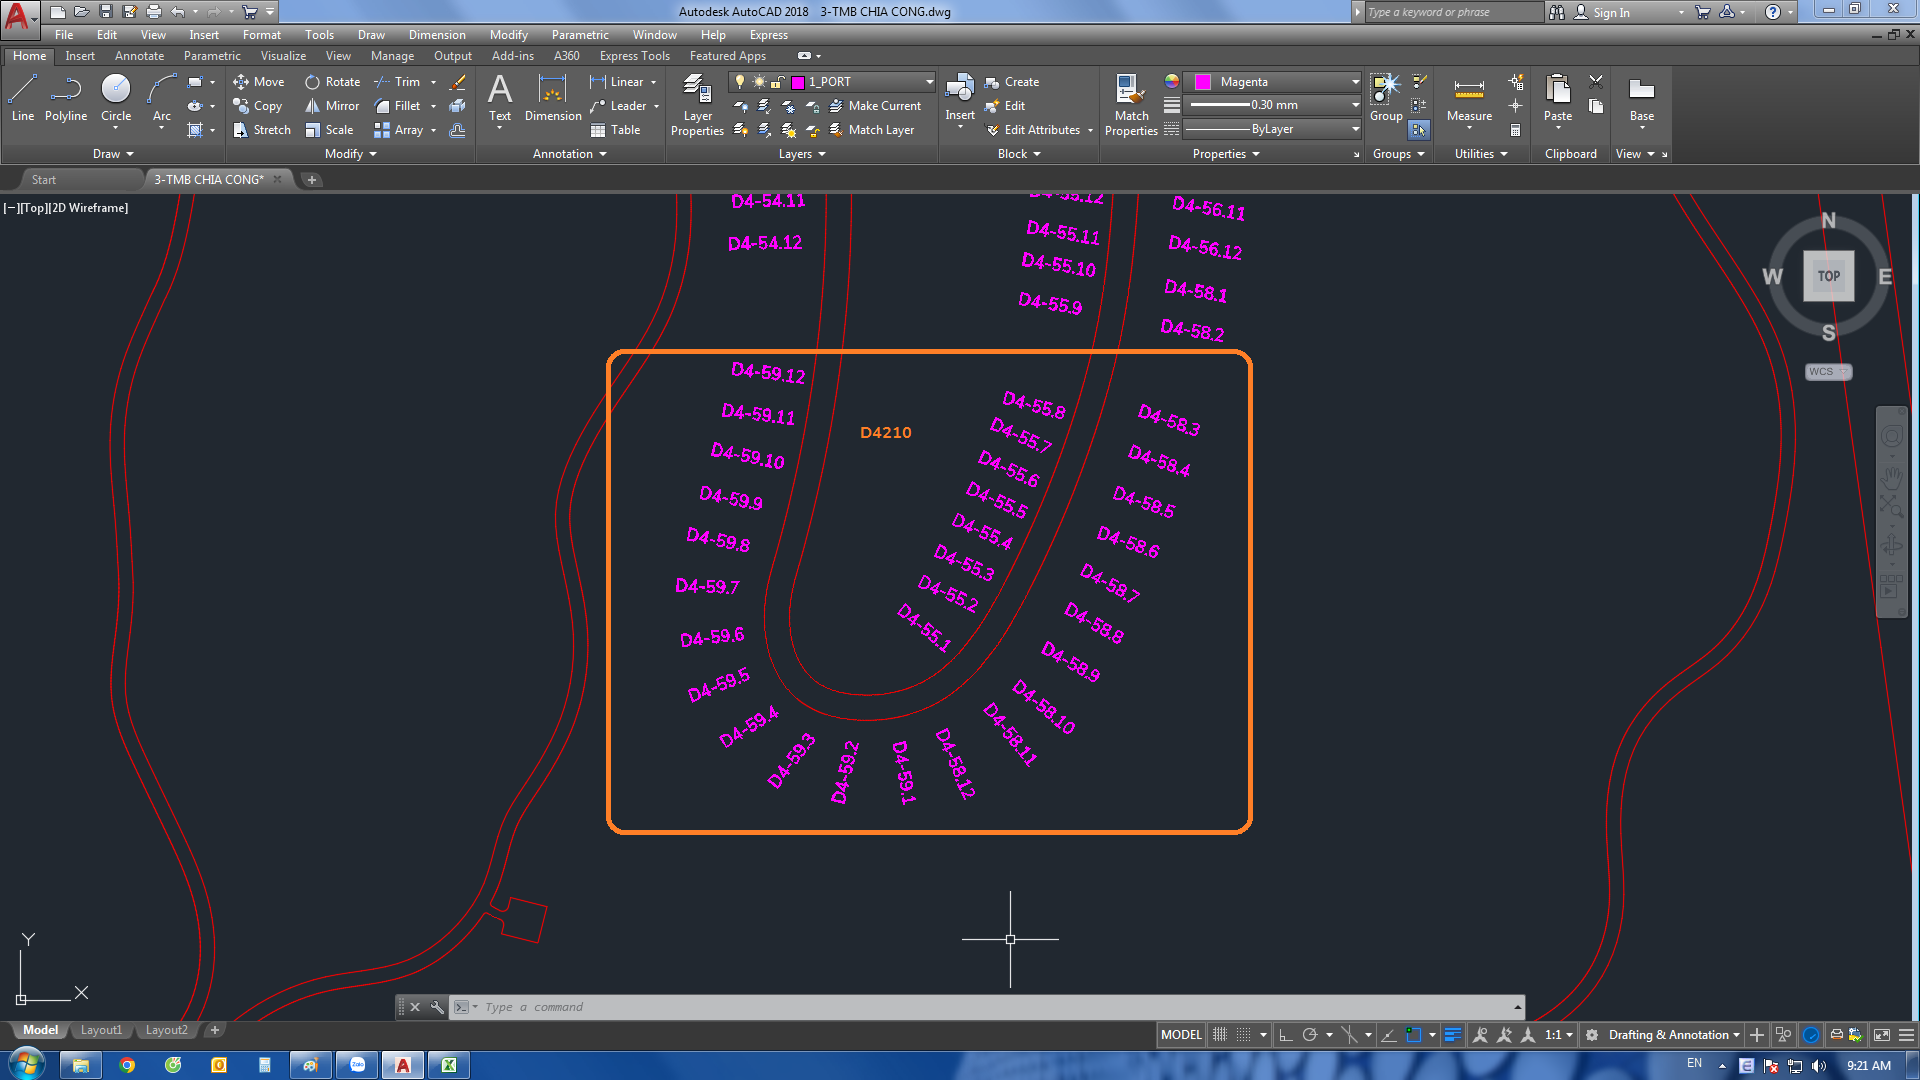 Autodesk AutoCAD 2018   3-TMB CHIA CONG.dwg
Type a keyword or phrase
Sign In
File Edit View Insert Format Tools Draw Dimension Modify Parametric Window Help Express
Home Insert Annotate Parametric Visualize View Manage Output Add-ins A360 Express Tools Featured Apps
Line Polyline Circle Arc
Move Rotate Trim
Copy Mirror Fillet
Stretch Scale Array
Text Dimension
Linear
Leader
Table
Layer Properties
1_PORT
Make Current
Match Layer
Insert
Create
Edit
Edit Attributes
Match Properties
Magenta
0.30 mm
ByLayer
Group
Measure
Paste
Base
Draw Modify Annotation Layers Block Properties Groups Utilities Clipboard View
Start
3-TMB CHIA CONG*
[−][Top][2D Wireframe]
N
W TOP E
S
WCS
D4-54.11
D4-54.12
D4-55.12
D4-55.11
D4-55.10
D4-55.9
D4-56.11
D4-56.12
D4-58.1
D4-58.2
D4-59.12
D4-59.11
D4-59.10
D4-59.9
D4-59.8
D4-59.7
D4-59.6
D4-59.5
D4-59.4
D4-59.3
D4-59.2
D4-59.1
D4210
D4-55.8
D4-55.7
D4-55.6
D4-55.5
D4-55.4
D4-55.3
D4-55.2
D4-55.1
D4-58.3
D4-58.4
D4-58.5
D4-58.6
D4-58.7
D4-58.8
D4-58.9
D4-58.10
D4-58.11
D4-58.12
Y
X
Type a command
Model Layout1 Layout2
MODEL
1:1
Drafting & Annotation
Zalo
EN
9:21 AM